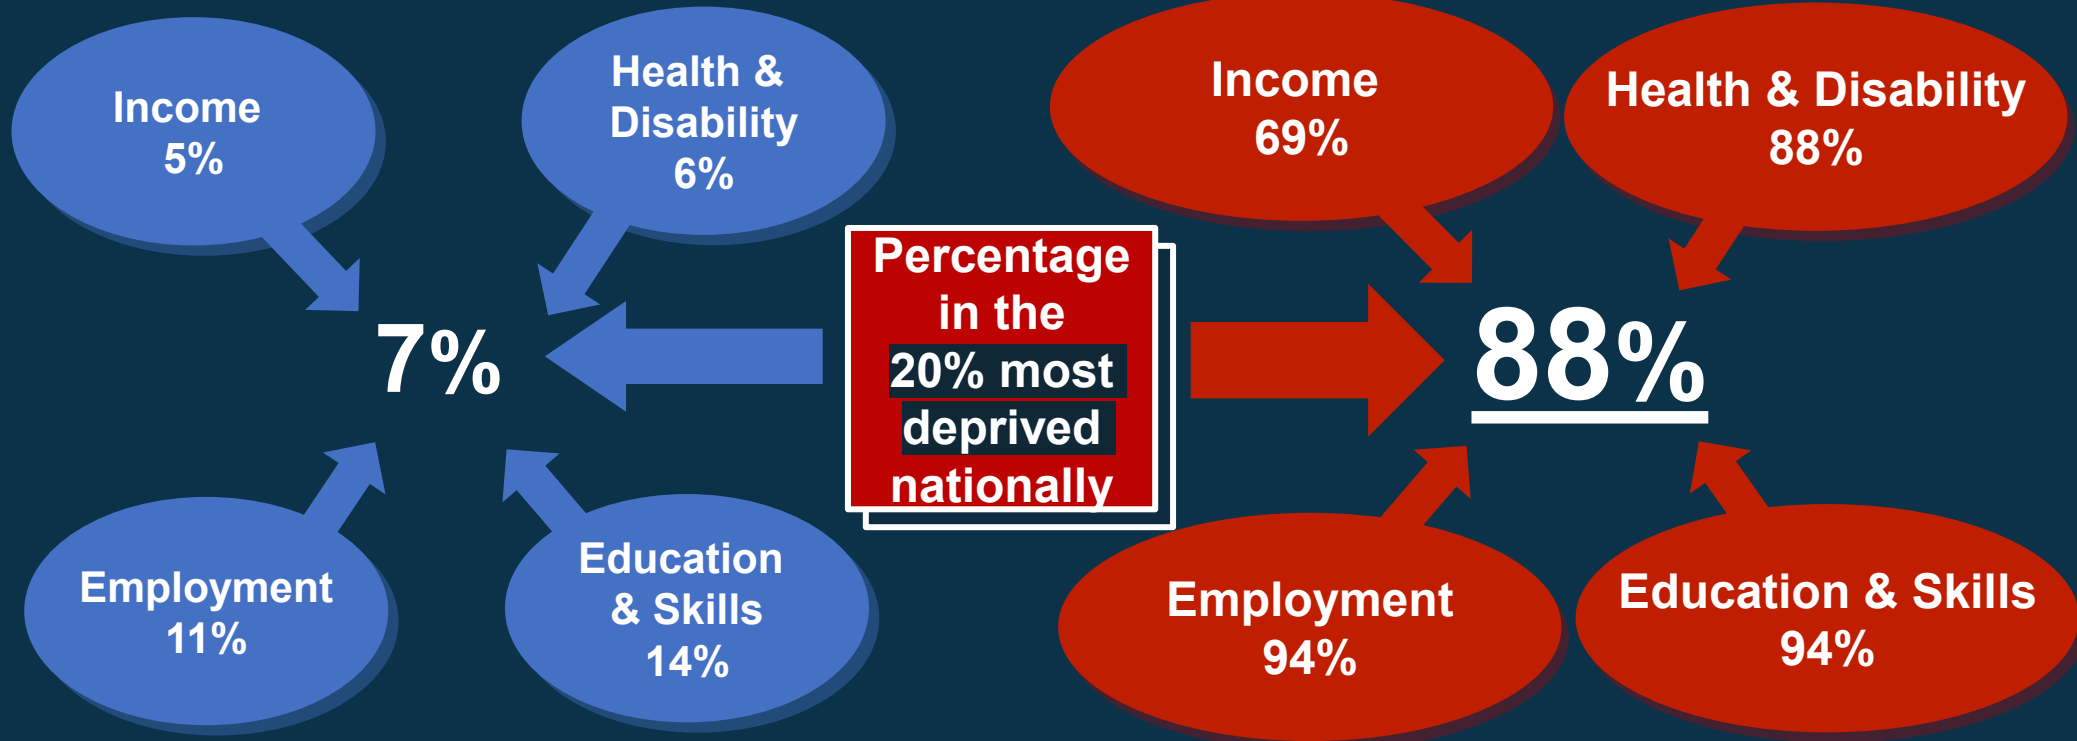 Income
5%
Health &
Disability
6%
Income
69%
Health & Disability
88%
7%
Percentage
in the
20% most
deprived
nationally
88%
Employment
11%
Education
& Skills
14%
Employment
94%
Education & Skills
94%